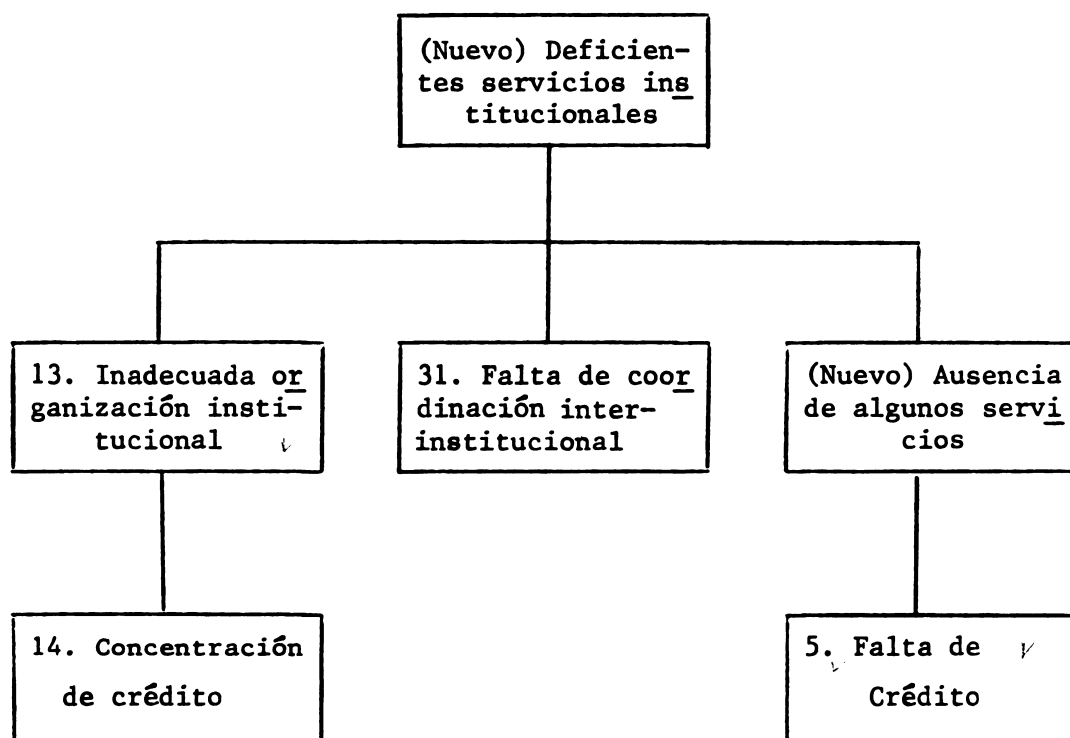 (Nuevo) Deficien-
tes servicios ins
titucionales
13. Inadecuada or
ganización insti-
tucional
31. Falta de coor
dinación inter-
institucional
(Nuevo) Ausencia
de algunos servi
cios
14. Concentración
de crédito
5. Falta de
Crédito